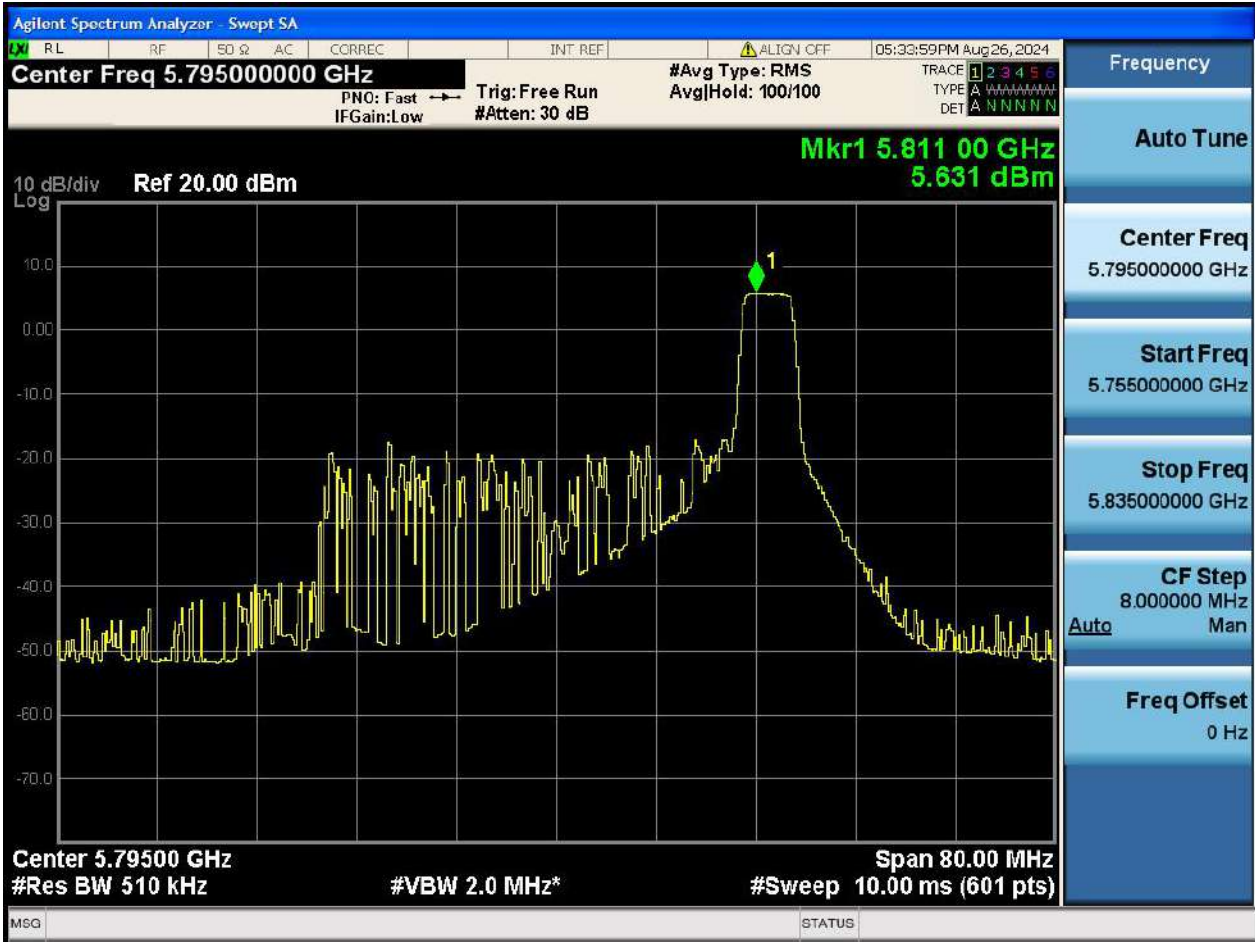 Agilent Spectrum Analyzer - Swept SA
LXI RL RF 50 Ω AC CORREC INT REF ALIGN OFF 05:33:59PM Aug 26, 2024
Center Freq 5.795000000 GHz
PNO: Fast
IFGain:Low
Trig: Free Run
#Atten: 30 dB
#Avg Type: RMS
Avg|Hold: 100/100
TRACE 1 2 3 4 5 6
TYPE A WWWWWW
DET A N N N N N
Mkr1 5.811 00 GHz
5.631 dBm
10 dB/div Ref 20.00 dBm
Log
1
10.0
0.00
-10.0
-20.0
-30.0
-40.0
-50.0
-60.0
-70.0
Center 5.79500 GHz Span 80.00 MHz
#Res BW 510 kHz #VBW 2.0 MHz* #Sweep 10.00 ms (601 pts)
MSG STATUS
Frequency
Auto Tune
Center Freq
5.795000000 GHz
Start Freq
5.755000000 GHz
Stop Freq
5.835000000 GHz
CF Step
8.000000 MHz
Auto Man
Freq Offset
0 Hz